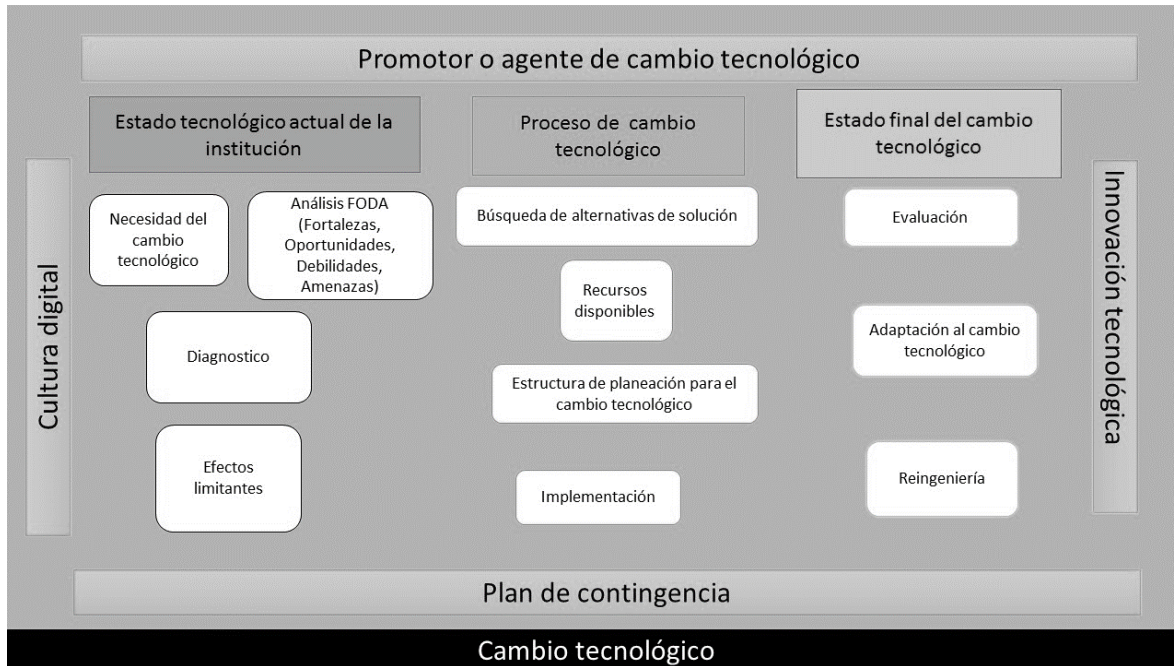 Promotor o agente de cambio tecnológico
Estado tecnológico actual de la
institución
Proceso de cambio
tecnológico
Estado final del cambio
tecnológico
Cultura digital
Necesidad del
cambio
tecnológico
Análisis FODA
(Fortalezas,
Oportunidades,
Debilidades,
Amenazas)
Diagnostico
Efectos
limitantes
Búsqueda de alternativas de solución
Recursos
disponibles
Estructura de planeación para el
cambio tecnológico
Implementación
Evaluación
Adaptación al cambio
tecnológico
Reingeniería
Innovación tecnológica
Plan de contingencia
Cambio tecnológico